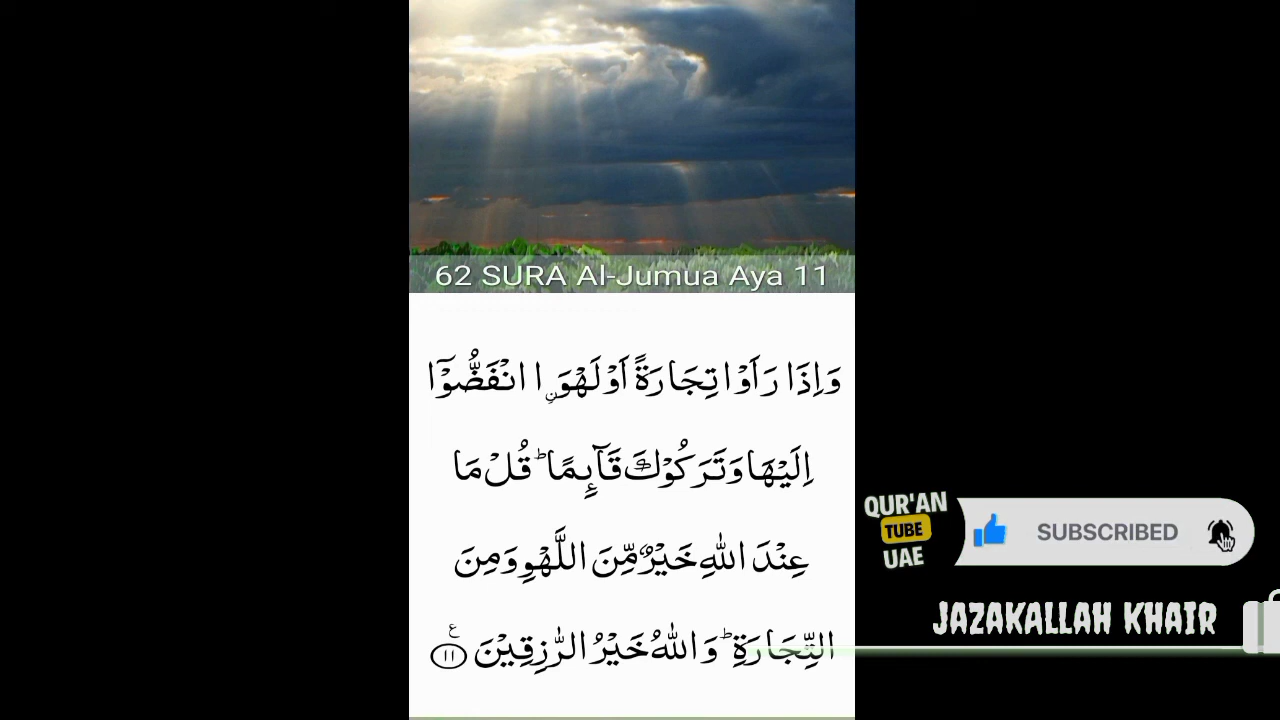 62 SURA Al-Jumua Aya 11
وَاِذَا رَاَوْا تِجَارَةً اَوْ لَهْوَ ۨا انْفَضُّوْۤا
اِلَيْهَا وَتَرَكُوْكَ قَآىِٕمًا ؕ قُلْ مَا
عِنْدَ اللّٰهِ خَيْرٌ مِّنَ اللَّهْوِ وَمِنَ
التِّجَارَةِ ؕ وَاللّٰهُ خَيْرُ الرّٰزِقِيْنَ ۱۱ ع
QUR'AN
TUBE
UAE
SUBSCRIBED
JAZAKALLAH KHAIR